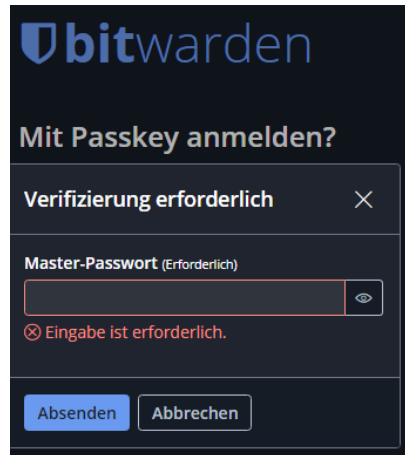 bitwarden
Mit Passkey anmelden?
Verifizierung erforderlich
Master-Passwort (Erforderlich)
Eingabe ist erforderlich.
Absenden Abbrechen